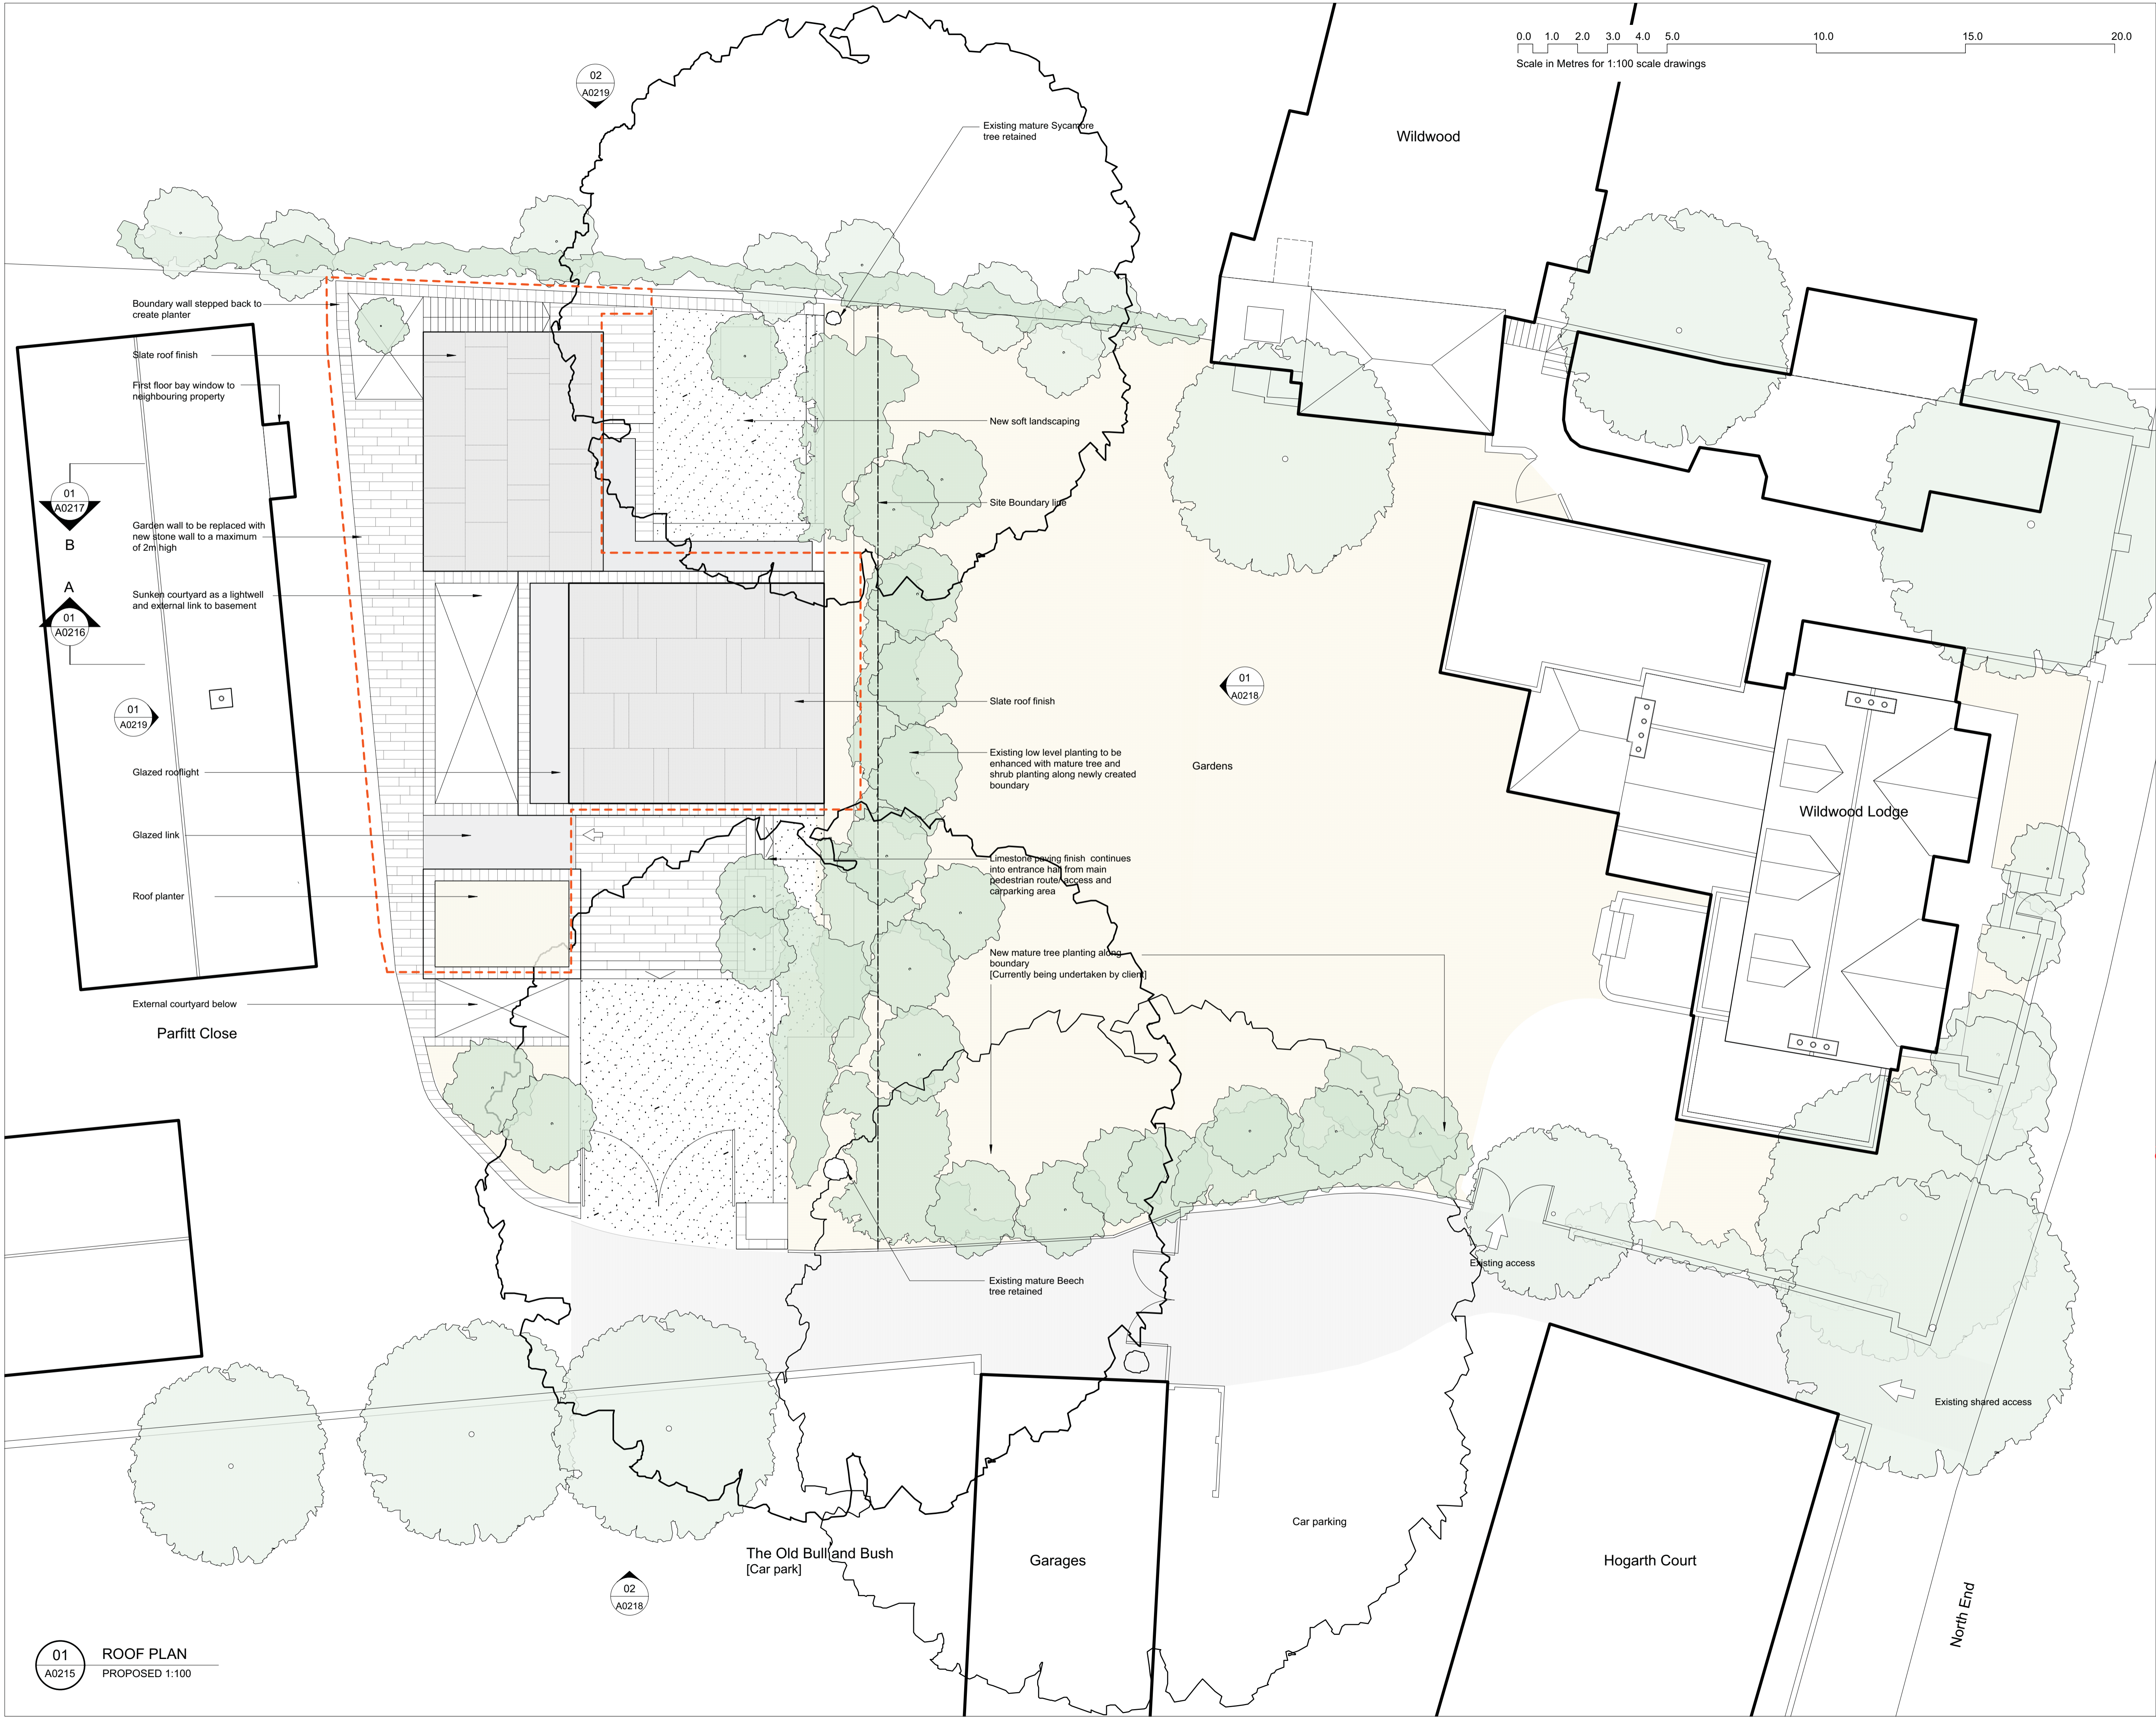 0.0 1.0 2.0 3.0 4.0 5.0 10.0 15.0 20.0
Scale in Metres for 1:100 scale drawings
02
A0219
Existing mature Sycamore
tree retained
Wildwood
Boundary wall stepped back to
create planter
Slate roof finish
First floor bay window to
neighbouring property
New soft landscaping
01
A0217
B
Site Boundary line
Garden wall to be replaced with
new stone wall to a maximum
of 2m high
A
01
A0216
Sunken courtyard as a lightwell
and external link to basement
01
A0218
01
A0219
Slate roof finish
Existing low level planting to be
enhanced with mature tree and
shrub planting along newly created
boundary
Gardens
Glazed rooflight
Wildwood Lodge
Glazed link
Limestone paving finish continues
into entrance hall from main
pedestrian route/access and
carparking area
Roof planter
New mature tree planting along
boundary
[Currently being undertaken by client]
External courtyard below
Parfitt Close
Existing mature Beech
tree retained
Existing access
Existing shared access
Car parking
The Old Bull and Bush
[Car park]
Garages
Hogarth Court
North End
02
A0218
01
A0215
ROOF PLAN
PROPOSED 1:100